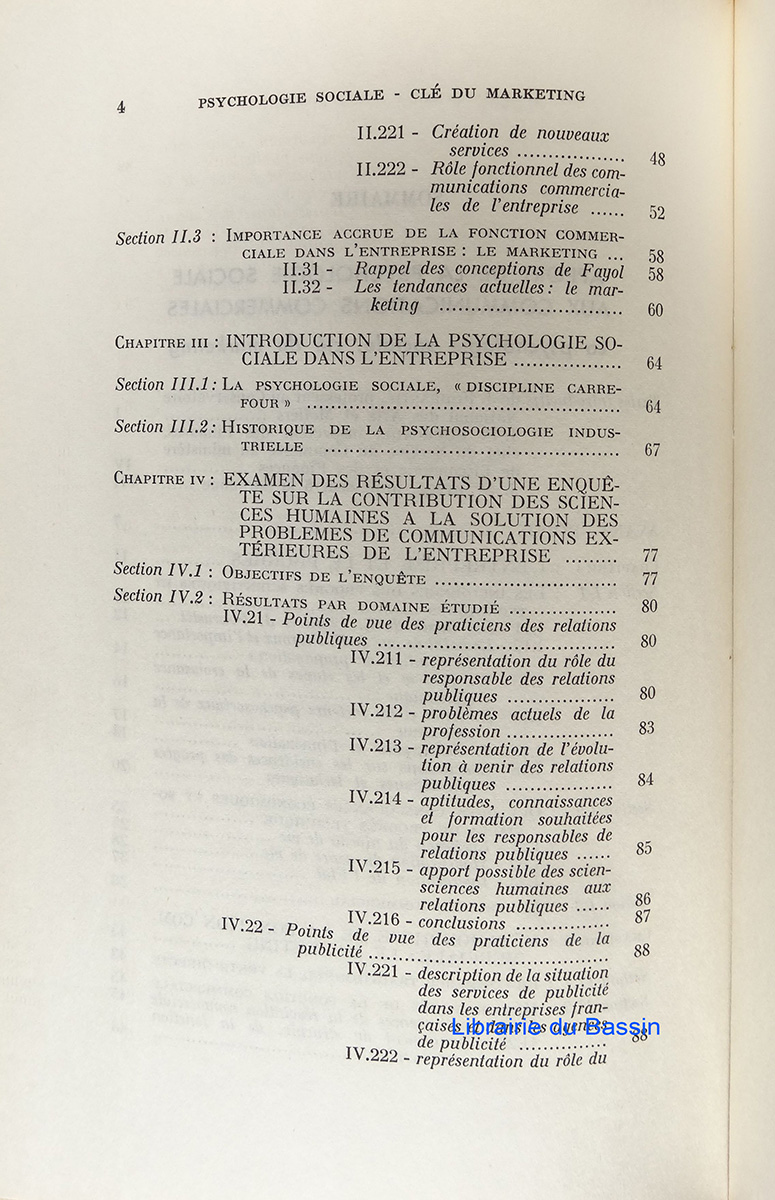 4 PSYCHOLOGIE SOCIALE - CLÉ DU MARKETING
II.221 - Création de nouveaux
services .................. 48
II.222 - Rôle fonctionnel des com-
munications commercia-
les de l'entreprise ...... 52
Section II.3 : IMPORTANCE ACCRUE DE LA FONCTION COMMER-
CIALE DANS L'ENTREPRISE : LE MARKETING ... 58
II.31 - Rappel des conceptions de Fayol 58
II.32 - Les tendances actuelles : le mar-
keting .............................. 60
CHAPITRE III : INTRODUCTION DE LA PSYCHOLOGIE SO-
CIALE DANS L'ENTREPRISE .................. 64
Section III.1 : LA PSYCHOLOGIE SOCIALE, « DISCIPLINE CARRE-
FOUR » .................................................... 64
Section III.2 : HISTORIQUE DE LA PSYCHOSOCIOLOGIE INDUS-
TRIELLE ................................................ 67
CHAPITRE IV : EXAMEN DES RÉSULTATS D'UNE ENQUÊ-
TE SUR LA CONTRIBUTION DES SCIEN-
CES HUMAINES A LA SOLUTION DES
PROBLEMES DE COMMUNICATIONS EX-
TÉRIEURES DE L'ENTREPRISE ......... 77
Section IV.1 : OBJECTIFS DE L'ENQUÊTE .............................. 77
Section IV.2 : RÉSULTATS PAR DOMAINE ÉTUDIÉ .................. 80
IV.21 - Points de vue des praticiens des relations
publiques ....................................... 80
IV.211 - représentation du rôle du
responsable des relations
publiques .................. 80
IV.212 - problèmes actuels de la
profession .................. 83
IV.213 - représentation de l'évolu-
tion à venir des relations
publiques .................. 84
IV.214 - aptitudes, connaissances
et formation souhaitées
pour les responsables de
relations publiques ...... 85
IV.215 - apport possible des scien-
sciences humaines aux
relations publiques ...... 86
IV.216 - conclusions ................ 87
IV.22 - Points de vue des praticiens de la
publicité ........................................ 88
IV.221 - description de la situation
des services de publicité
dans les entreprises fran-
çaises et dans les agences
de publicité ............... 88
IV.222 - représentation du rôle du
Librairie du Bassin